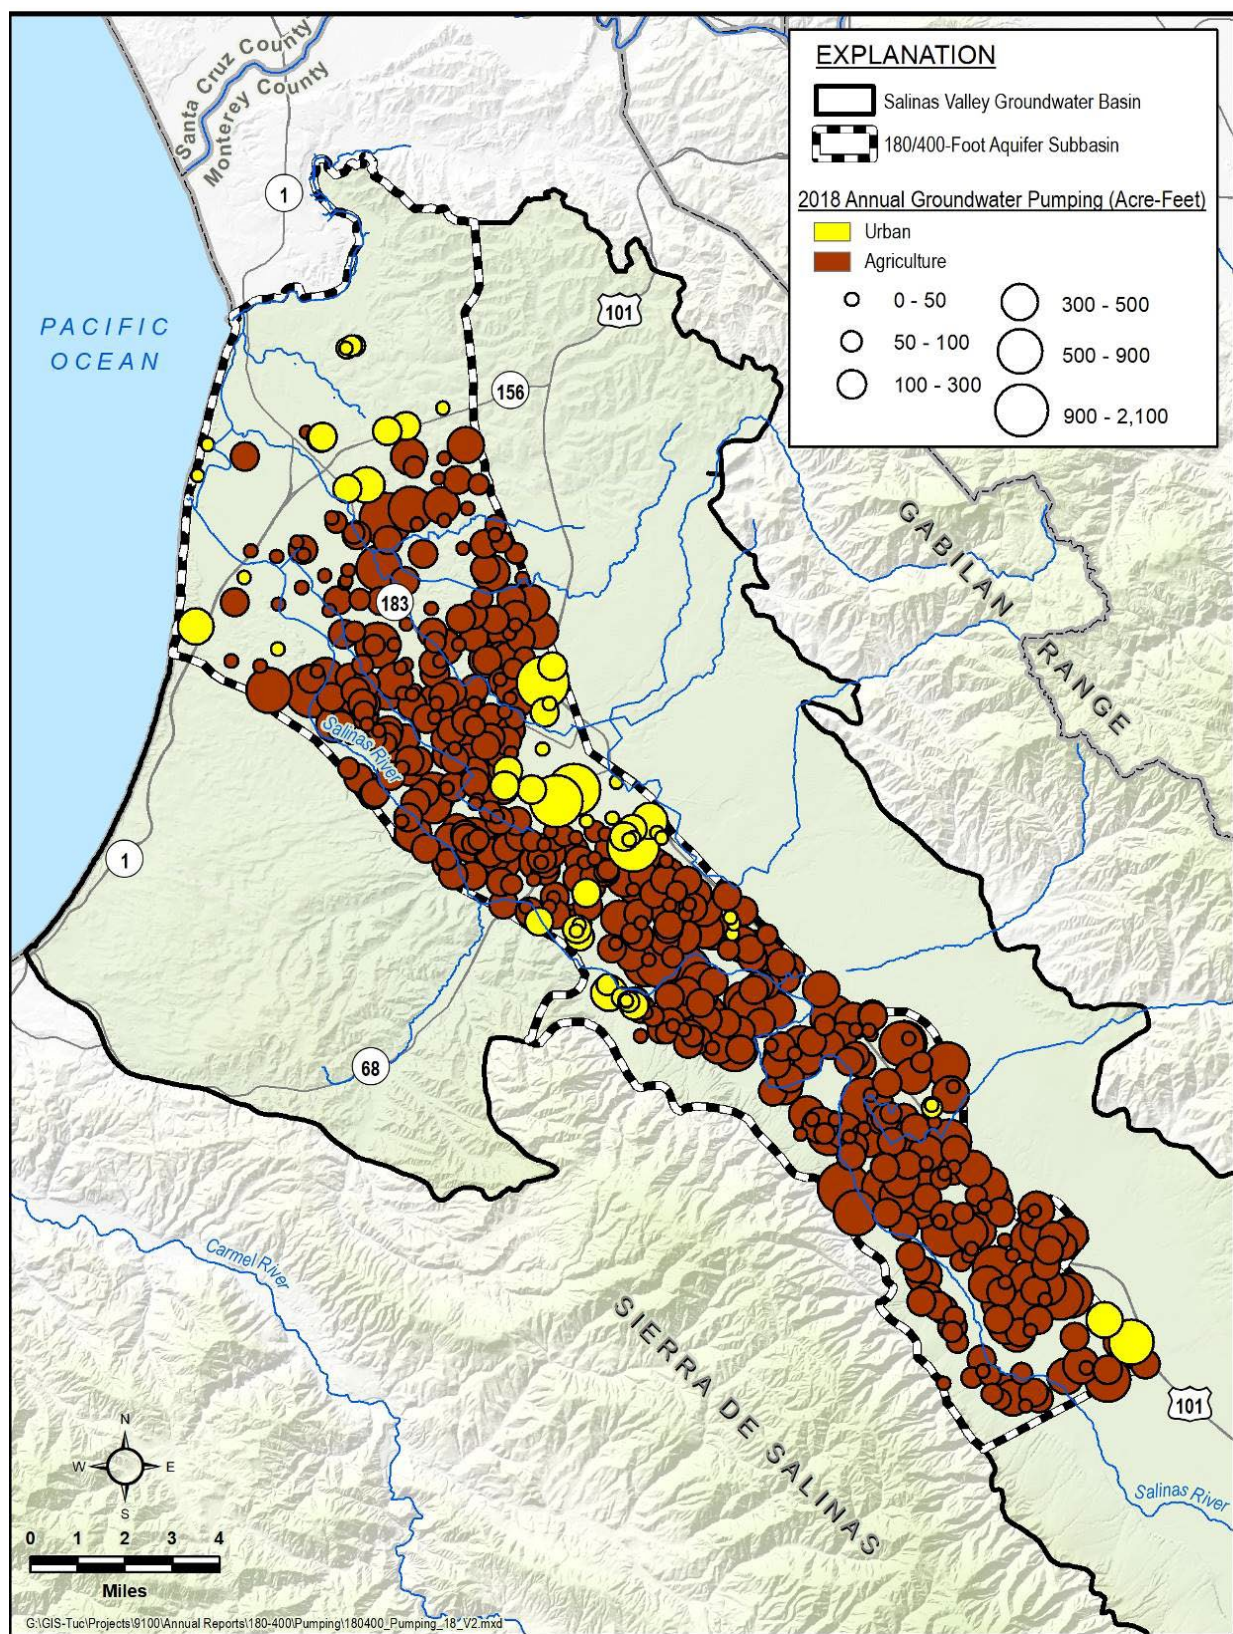 EXPLANATION
Salinas Valley Groundwater Basin
180/400-Foot Aquifer Subbasin
2018 Annual Groundwater Pumping (Acre-Feet)
Urban
Agriculture
0 - 50
300 - 500
50 - 100
500 - 900
100 - 300
900 - 2,100
Santa Cruz County
Monterey County
1
101
PACIFIC
OCEAN
156
GABILAN
RANGE
183
Salinas River
1
68
Carmel River
SIERRA DE SALINAS
101
Salinas River
N
W
E
S
0 1 2 3 4
Miles
G:\GIS-Tuc\Projects\9100\Annual Reports\180-400\Pumping\180400_Pumping_18_V2.mxd